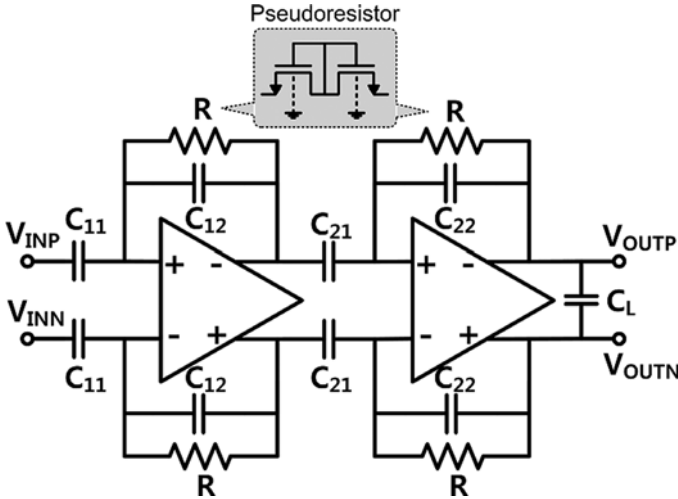 Pseudoresistor
R
R
C12
C22
C11
C21
VINP
VOUTP
+
-
+
-
CL
VINN
VOUTN
-
+
-
+
C11
C12
C21
C22
R
R